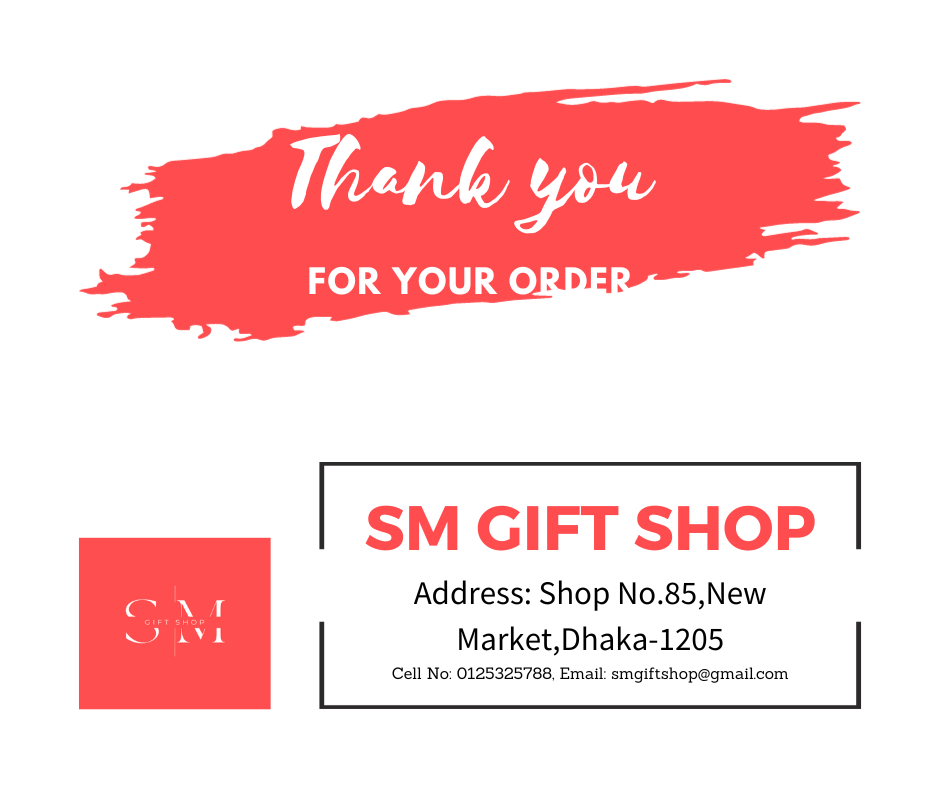 Thank you
FOR YOUR ORDER
SM GIFT SHOP
Address: Shop No.85,New
Market,Dhaka-1205
Cell No: 0125325788, Email: smgiftshop@gmail.com
SM
GIFT SHOP